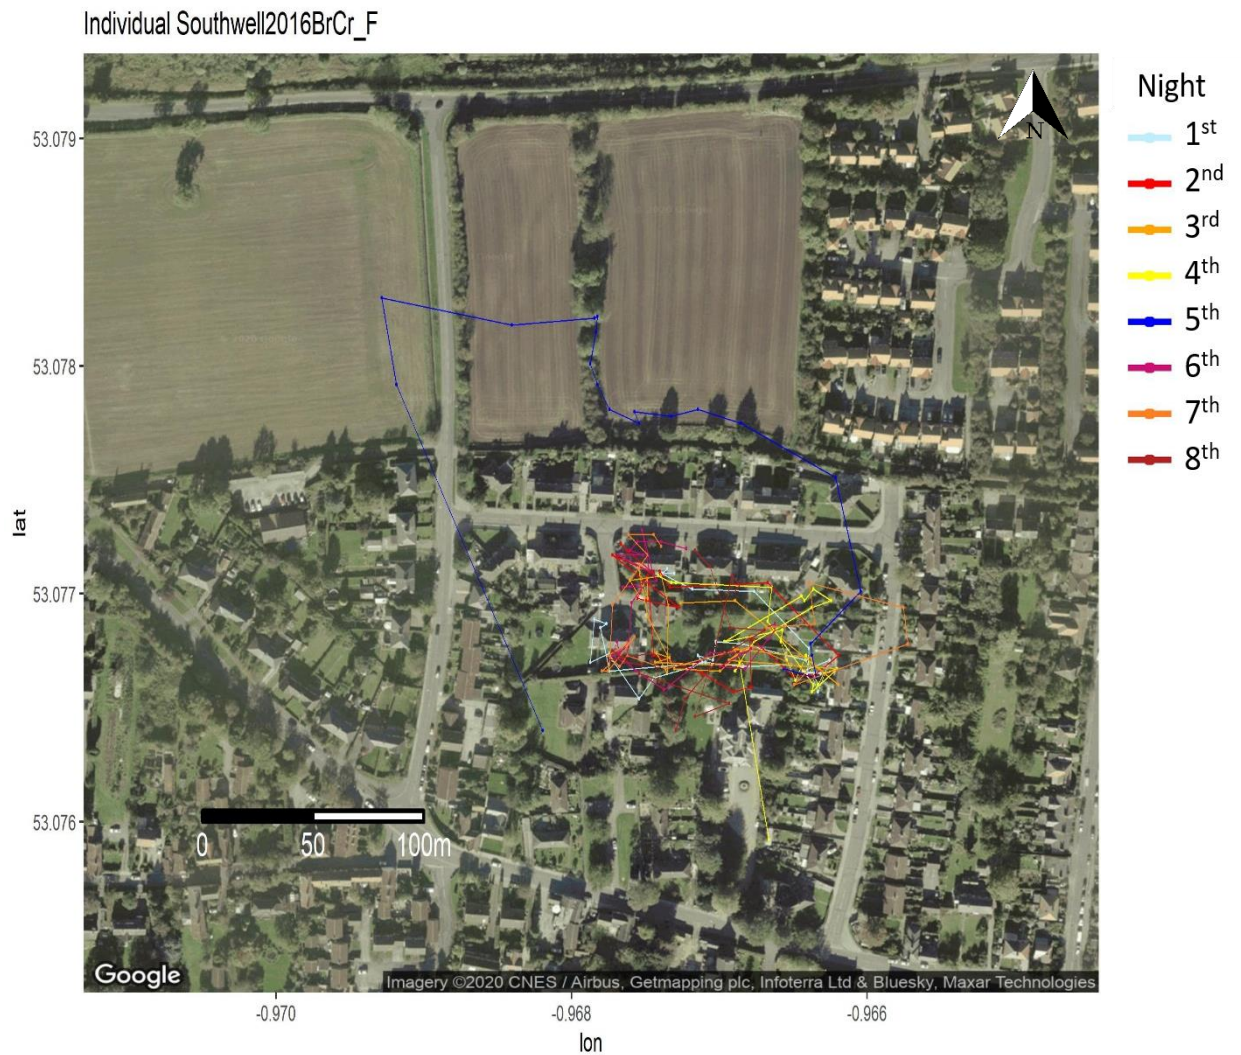 Individual Southwell2016BrCr_F
Night
1st
2nd
3rd
4th
5th
6th
7th
8th
N
53.079
53.078
53.077
53.076
lat
0 50 100m
Google
Imagery ©2020 CNES / Airbus, Getmapping plc, Infoterra Ltd & Bluesky, Maxar Technologies
-0.970 -0.968 -0.966
lon